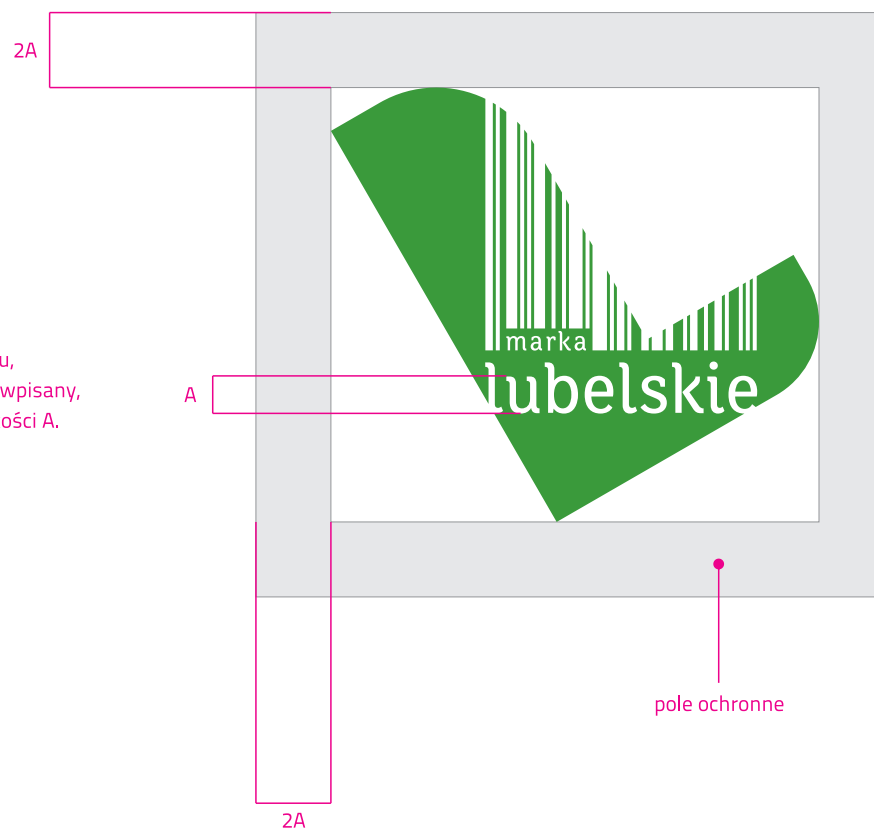 2A
marka
lubelskie
u,
wpisany,
ości A.
A
pole ochronne
2A